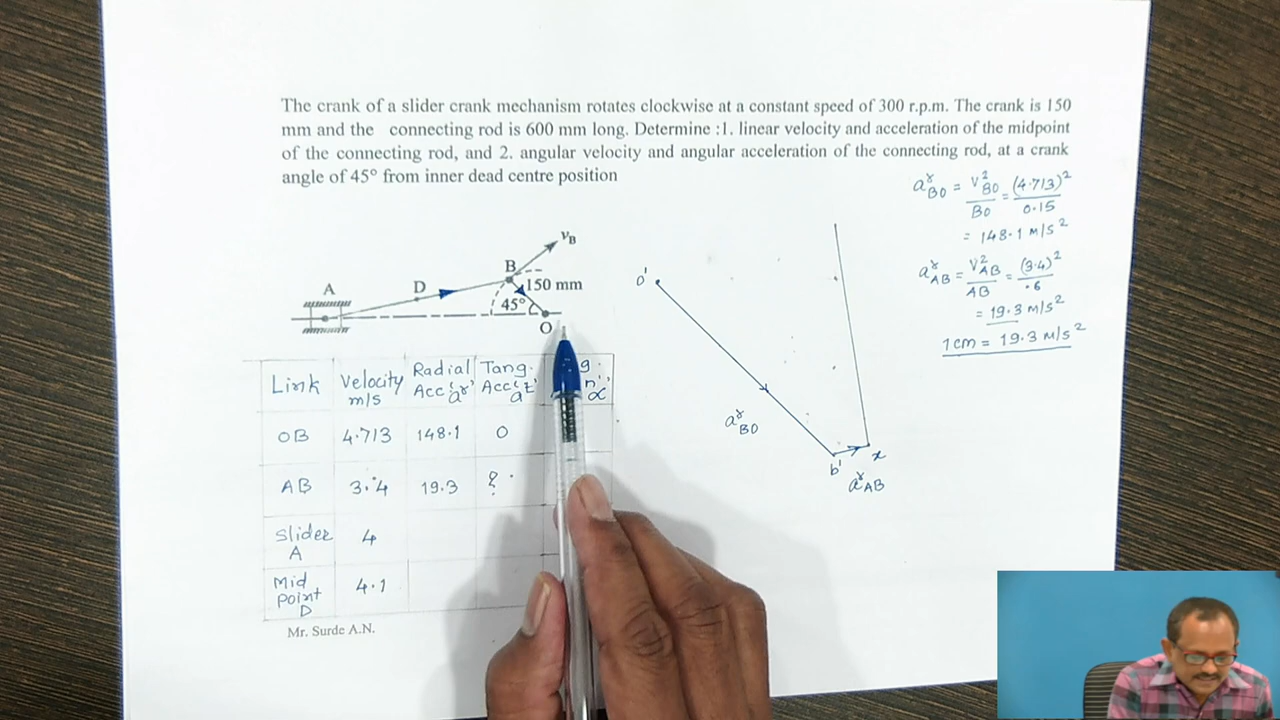 The crank of a slider crank mechanism rotates clockwise at a constant speed of 300 r.p.m. The crank is 150
mm and the connecting rod is 600 mm long. Determine :1. linear velocity and acceleration of the midpoint
of the connecting rod, and 2. angular velocity and angular acceleration of the connecting rod, at a crank
angle of 45° from inner dead centre position
a^r_BO = V²_BO / BO = (4.713)² / 0.15
= 148.1 m/s²
a^r_AB = V²_AB / AB = (3.4)² / .6
= 19.3 m/s²
1cm = 19.3 m/s²
v_B
B
A
D
150 mm
45°
O
o'
a^r_BO
b'
x
a^r_AB
Link Velocity m/s Radial Accⁿ 'a^r' Tang. Accⁿ 'a^t' α
OB 4.713 148.1 0
AB 3.4 19.3 ?
Slider A 4
Mid point D 4.1
Mr. Surde A.N.